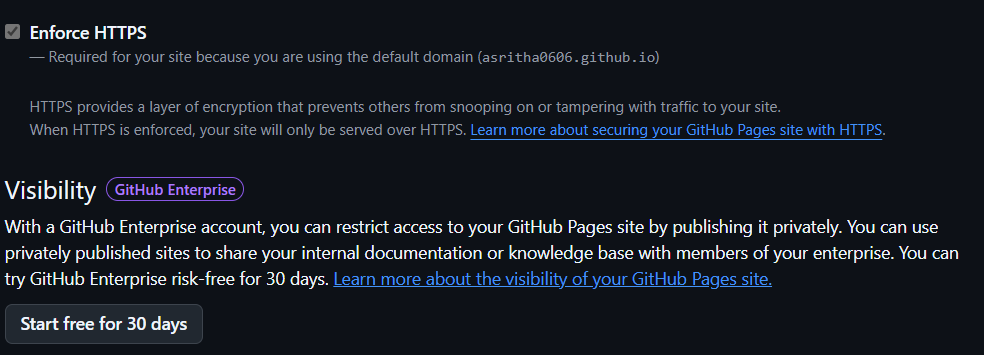 Enforce HTTPS
— Required for your site because you are using the default domain (asritha0606.github.io)
HTTPS provides a layer of encryption that prevents others from snooping on or tampering with traffic to your site.
When HTTPS is enforced, your site will only be served over HTTPS. Learn more about securing your GitHub Pages site with HTTPS.
Visibility GitHub Enterprise
With a GitHub Enterprise account, you can restrict access to your GitHub Pages site by publishing it privately. You can use
privately published sites to share your internal documentation or knowledge base with members of your enterprise. You can
try GitHub Enterprise risk-free for 30 days. Learn more about the visibility of your GitHub Pages site.
Start free for 30 days